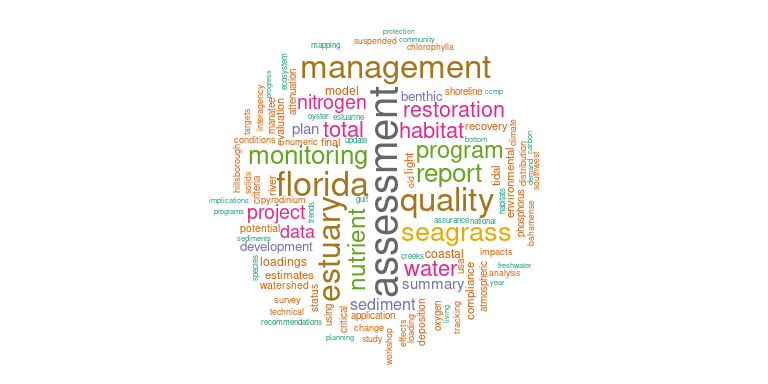 protection
suspended
community
mapping
chlorophylla
management
ecosystem
progress
attenuation
model
benthic
shoreline
ccmp
nitrogen
interagency
manatee
evaluation
targets
oyster
estuarine
restoration
plan
total
habitat
recovery
climate
conditions
numeric
final
update
bottom
carbon
monitoring
assessment
program
hillsborough
solids
criteria
river
florida
old
light
report
tidal
environmental
distribution
demand
southwest
implications
ci
pyrodinium
gulf
quality
habitats
phosphorus
programs
project
trends
estuary
nutrient
assurance
national
bahamense
potential
data
seagrass
sediments
development
creeks
coastal
impacts
species
loadings
water
usa
freshwater
estimates
analysis
watershed
summary
compliance
atmospheric
year
survey
status
sediment
technical
using
critical
application
deposition
oxygen
living
tracking
recommendations
change
effects
loading
planning
study
workshop